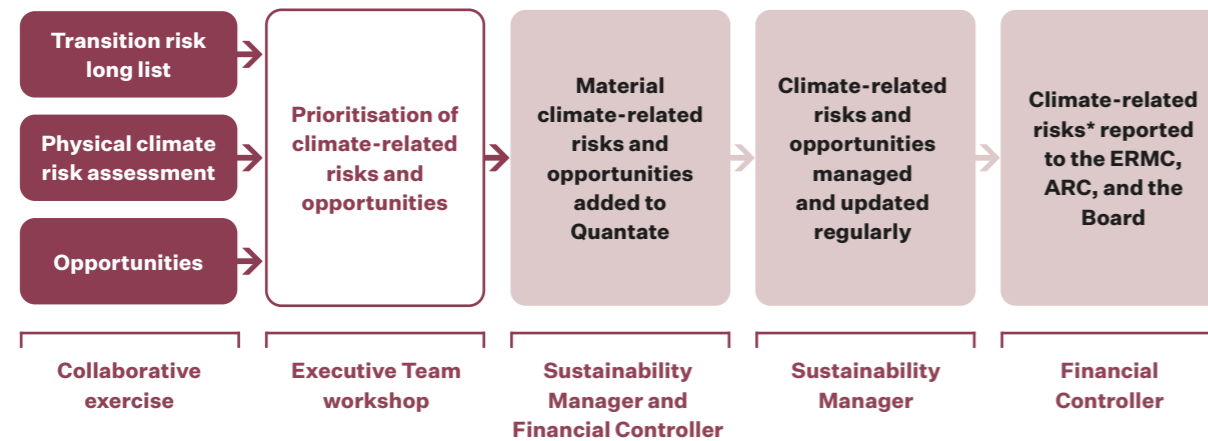 Transition risk
long list
Physical climate
risk assessment
Opportunities
Prioritisation of
climate-related
risks and
opportunities
Material
climate-related
risks and
opportunities
added to
Quantate
Climate-related
risks and
opportunities
managed
and updated
regularly
Climate-related
risks* reported
to the ERMC,
ARC, and the
Board
Collaborative
exercise
Executive Team
workshop
Sustainability
Manager and
Financial Controller
Sustainability
Manager
Financial
Controller